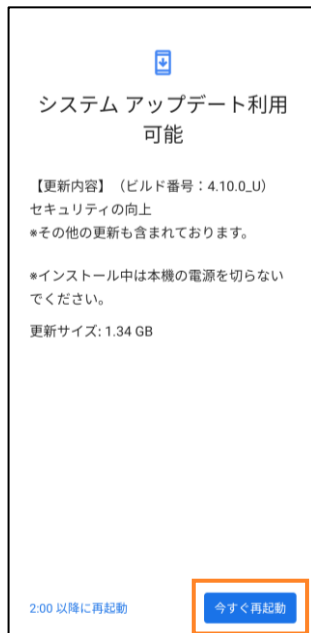 システム アップデート利用
可能
【更新内容】（ビルド番号：4.10.0_U）
セキュリティの向上
*その他の更新も含まれております。
*インストール中は本機の電源を切らない
でください。
更新サイズ: 1.34 GB
2:00 以降に再起動
今すぐ再起動